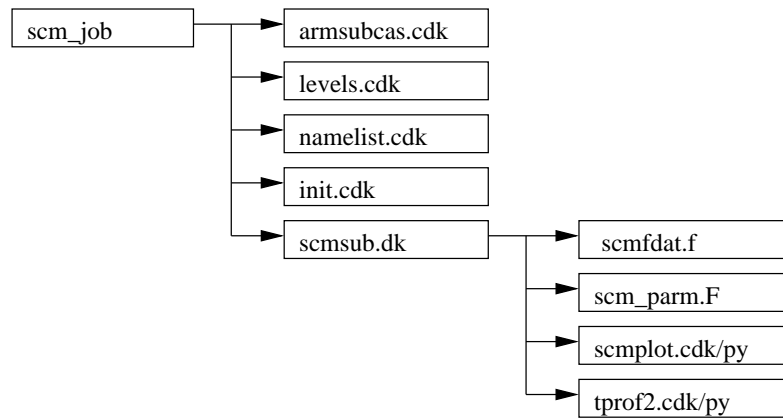 scm_job
armsubcas.cdk
levels.cdk
namelist.cdk
init.cdk
scmsub.dk
scmfdat.f
scm_parm.F
scmplot.cdk/py
tprof2.cdk/py